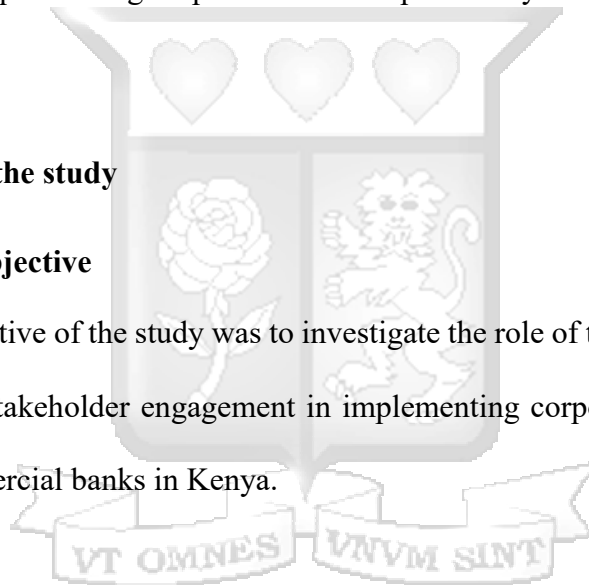 the study
jective
tive of the study was to investigate the role of t
takeholder engagement in implementing corp
ercial banks in Kenya.
VT OMNES VNVM SINT